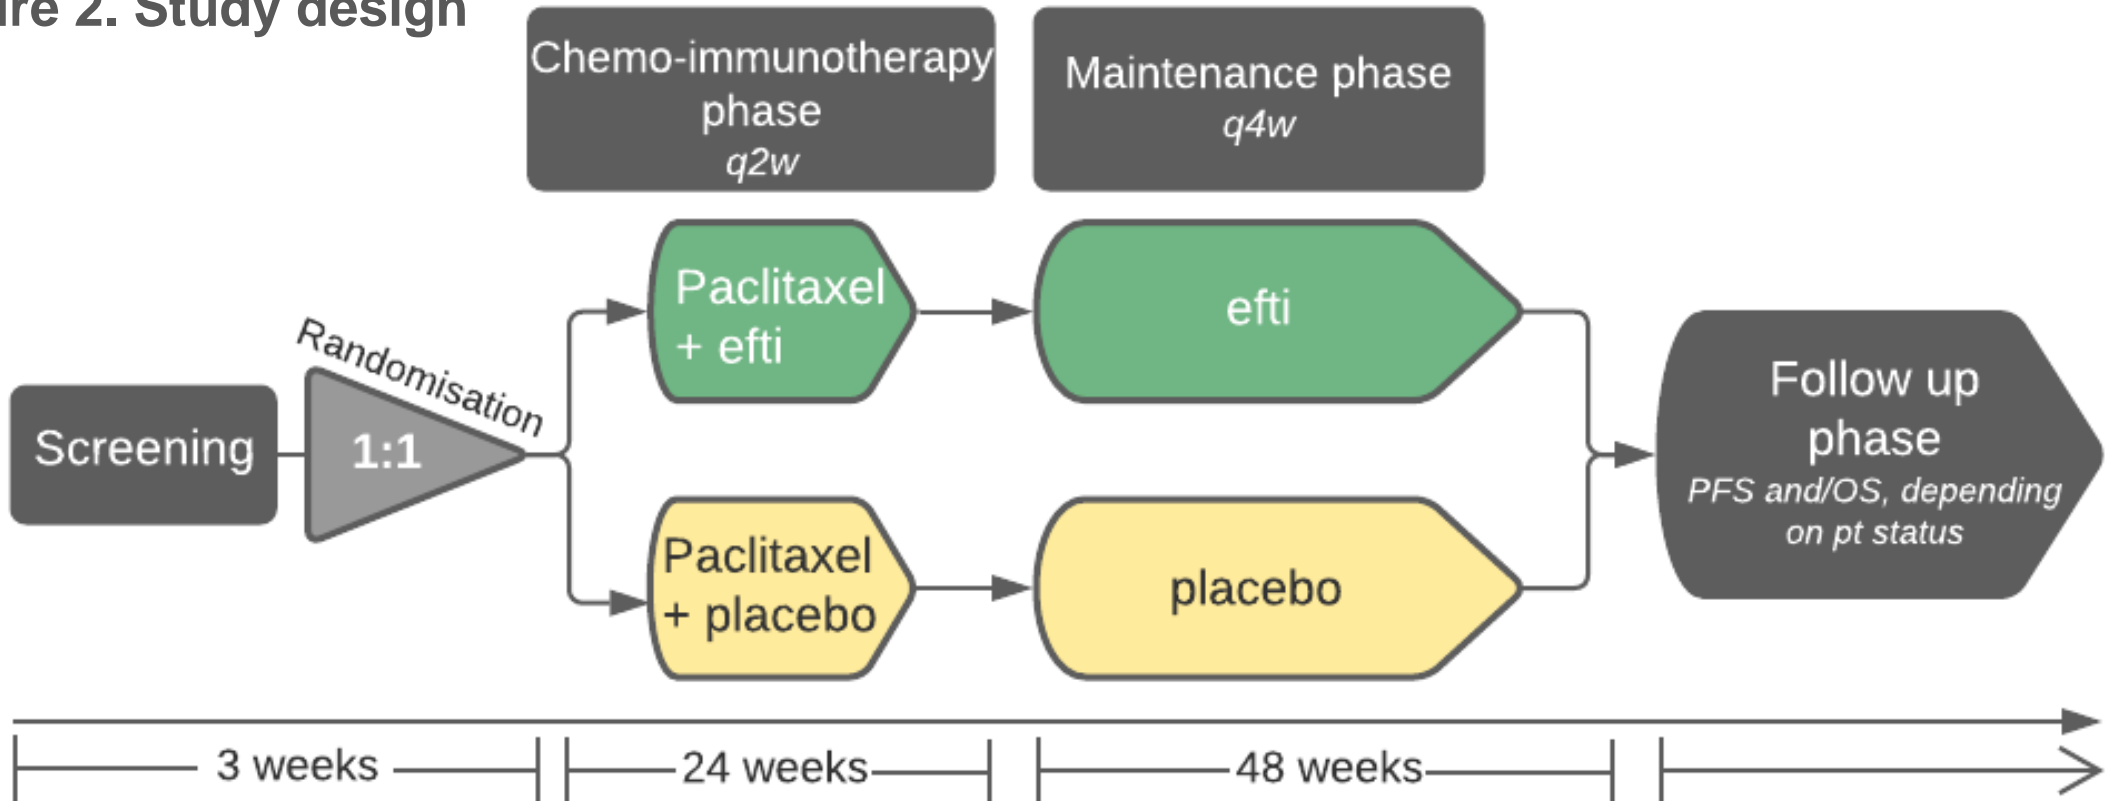 ire 2. Study design
Chemo-immunotherapy
phase
q2w
Maintenance phase
q4w
Screening
Randomisation
1:1
Paclitaxel
+ efti
efti
Paclitaxel
+ placebo
placebo
Follow up
phase
PFS and/OS, depending
on pt status
3 weeks
24 weeks
48 weeks